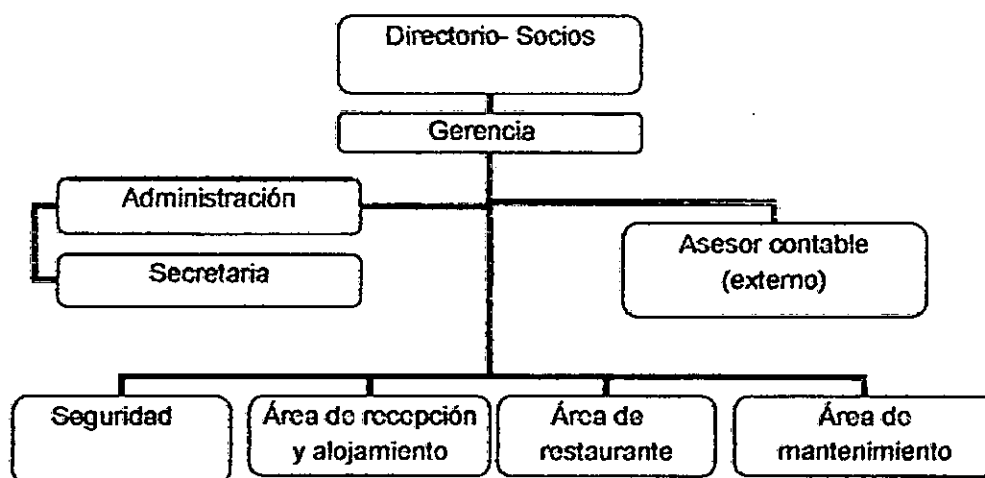 Directorio- Socios
Gerencia
Administración
Secretaria
Asesor contable
(externo)
Seguridad
Área de recepción
y alojamiento
Área de
restaurante
Área de
mantenimiento